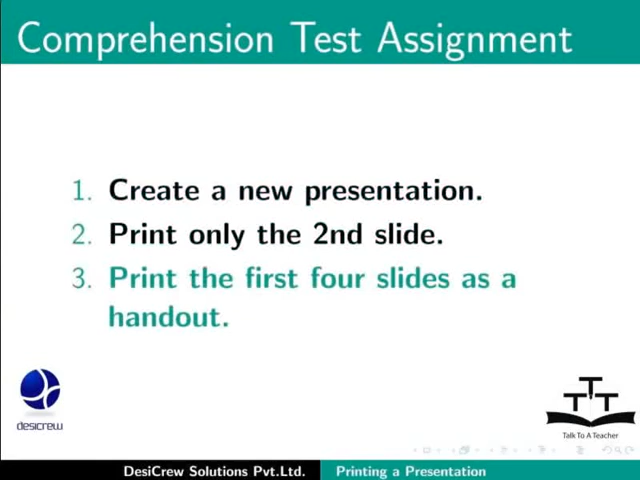 Comprehension Test Assignment
1. Create a new presentation.
2. Print only the 2nd slide.
3. Print the first four slides as a
handout.
desicrew
TTT
Talk To A Teacher
DesiCrew Solutions Pvt.Ltd. Printing a Presentation